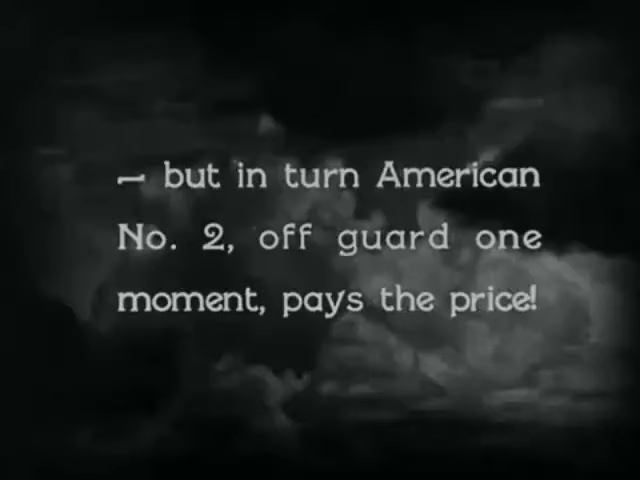 — but in turn American
No. 2, off guard one
moment, pays the price!